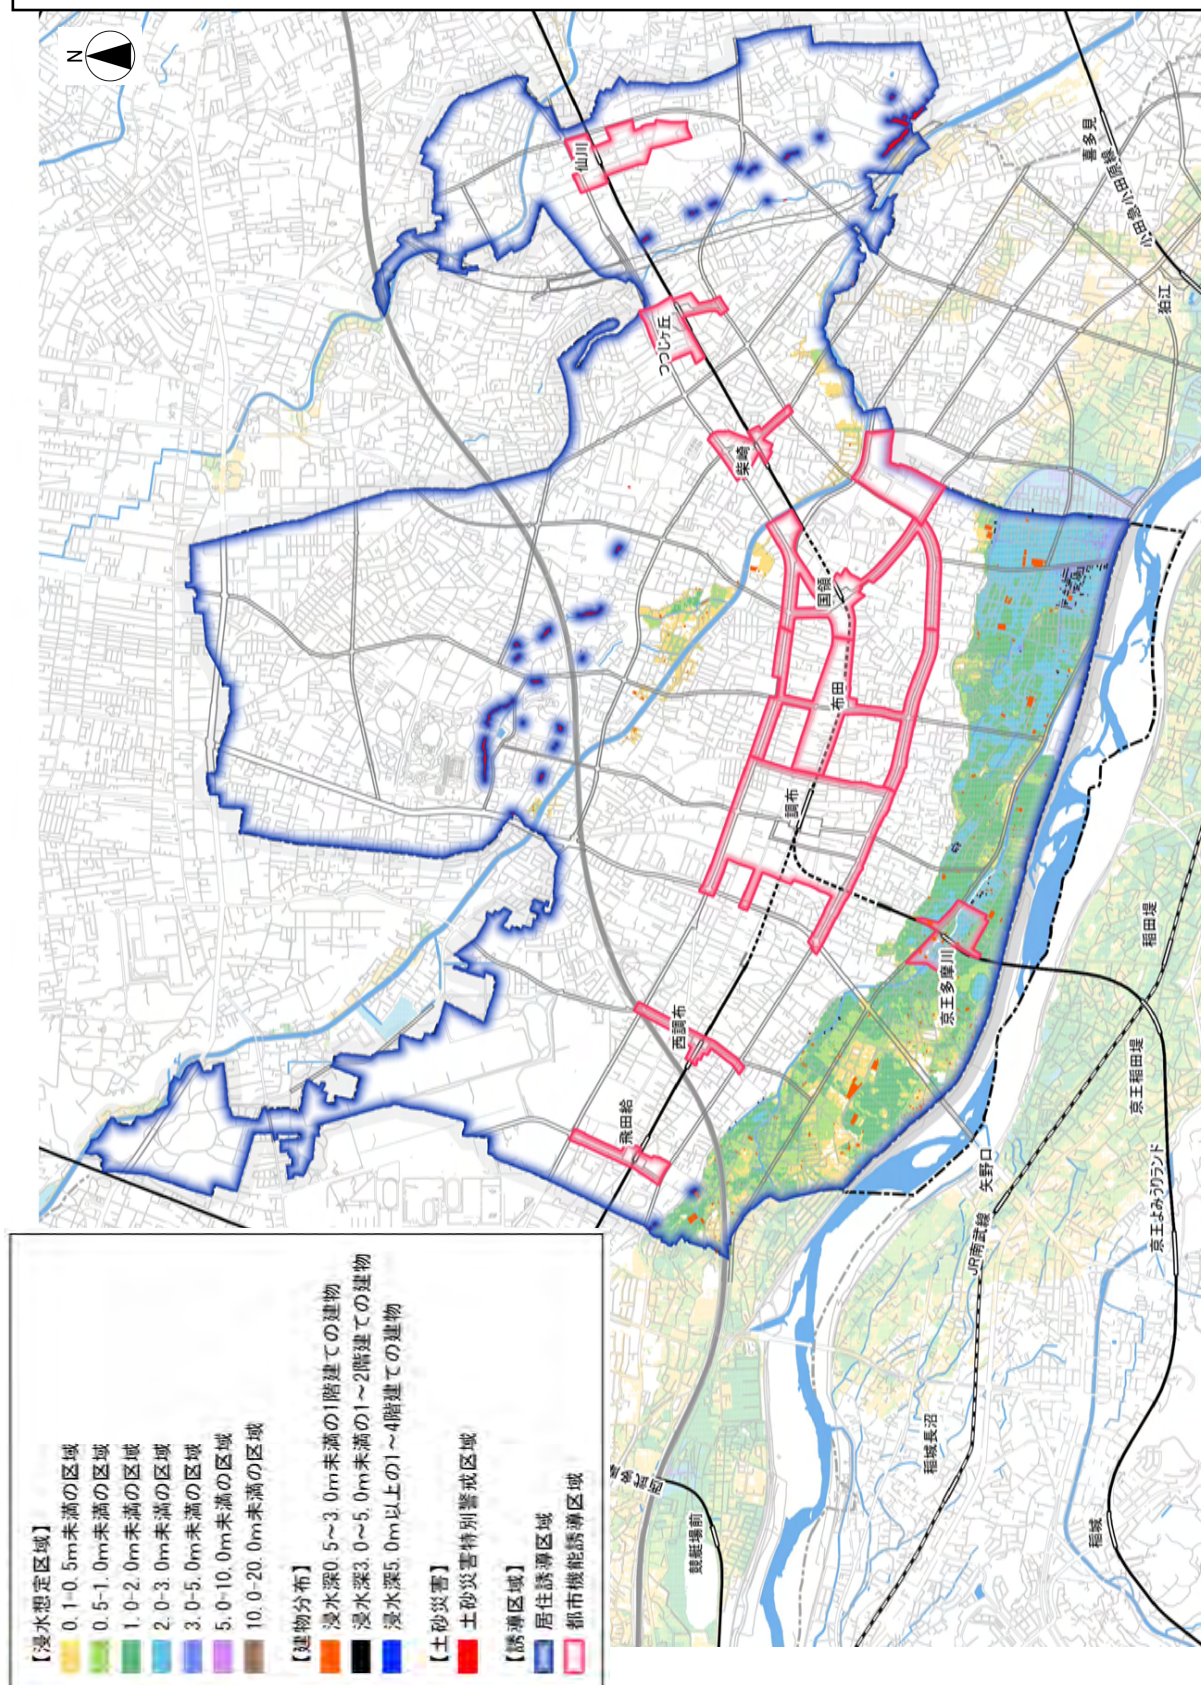 【浸水想定区域】
0.1-0.5m未満の区域
0.5-1.0m未満の区域
1.0-2.0m未満の区域
2.0-3.0m未満の区域
3.0-5.0m未満の区域
5.0-10.0m未満の区域
10.0-20.0m未満の区域
【建物分布】
浸水深0.5～3.0m未満の1階建ての建物
浸水深3.0～5.0m未満の1～2階建ての建物
浸水深5.0m以上の1～4階建ての建物
【土砂災害】
土砂災害特別警戒区域
【誘導区域】
居住誘導区域
都市機能誘導区域
N
仙川
つつじヶ丘
柴崎
国領
布田
調布
西調布
飛田給
京王多摩川
喜多見
小田急小田原線
狛江
稲田堤
京王稲田堤
京王よみうりランド
矢野口
JR南武線
稲城長沼
稲城
西武多摩
競艇場前